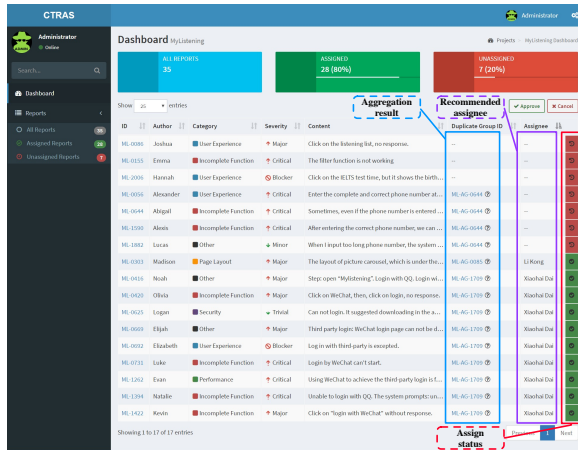 CTRAS
Administrator
Administrator
Online
Search...
Dashboard
Reports
All Reports 35
Assigned Reports 28
Unassigned Reports 7
Dashboard MyListening
Projects MyListening Dashboard
ALL REPORTS
35
ASSIGNED
28 (80%)
UNASSIGNED
7 (20%)
Show 25 entries
Aggregation result
Recommended assignee
Approve Cancel
ID Author Category Severity Content Duplicate Group ID Assignee
ML-0086 Joshua User Experience Major Click on the listening list, no response. --  --
ML-0155 Emma Incomplete Function Critical The filter function is not working. -- --
ML-2006 Hannah User Experience Blocker Click on the IELTS test time, but it shows the birth... -- --
ML-0056 Alexander User Experience Critical Enter the complete and correct phone number at... ML-AG-0644 --
ML-0644 Abigail Incomplete Function Critical Sometimes, even if the phone number is entered ... ML-AG-0644 --
ML-1598 Alexis Incomplete Function Critical After entering the correct phone number, we can ... ML-AG-0644 --
ML-1882 Lucas Other Minor When I input too long phone number, the system ... ML-AG-0644 --
ML-0303 Madison Page Layout Major The layout of picture carousel, which is under the... ML-AG-0085 Li Kong
ML-0416 Noah Other Major Step: open "Mylistening". Login with QQ. Login wi... ML-AG-1709 Xiaohai Dai
ML-0420 Olivia Incomplete Function Critical Click on WeChat, then, click on login, no response. ML-AG-1709 Xiaohai Dai
ML-0625 Logan Security Trivial Can not login. It suggested downloading in the a... ML-AG-1709 Xiaohai Dai
ML-0669 Elijah Other Major Third party login: WeChat login page can not be d... ML-AG-1709 Xiaohai Dai
ML-0692 Elizabeth User Experience Blocker Log in with third-party is excepted. ML-AG-1709 Xiaohai Dai
ML-0731 Luke Incomplete Function Critical Login by WeChat can't start. ML-AG-1709 Xiaohai Dai
ML-1262 Evan Performance Critical Using WeChat to achieve the third-party login is f... ML-AG-1709 Xiaohai Dai
ML-1394 Natalie Incomplete Function Critical Unable to login with QQ. The system prompts: un... ML-AG-1709 Xiaohai Dai
ML-1422 Kevin Incomplete Function Major Click on "login with WeChat" without response. ML-AG-1709 Xiaohai Dai
Showing 1 to 17 of 17 entries
Assign status
1 Next